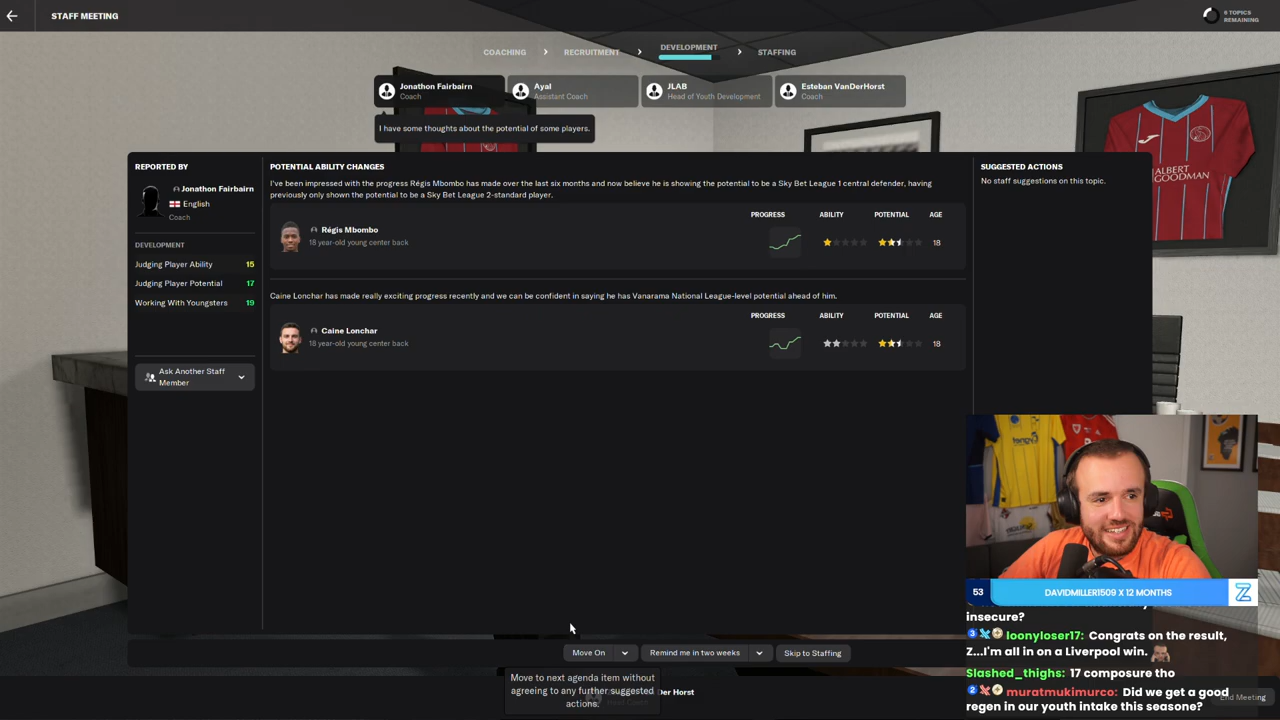 STAFF MEETING
6 TOPICS
REMAINING
COACHING
RECRUITMENT
DEVELOPMENT
STAFFING
Jonathon Fairbairn
Coach
Ayal
Assistant Coach
JLAB
Head of Youth Development
Esteban VanDerHorst
Coach
I have some thoughts about the potential of some players.
REPORTED BY
Jonathon Fairbairn
English
Coach
DEVELOPMENT
Judging Player Ability 15
Judging Player Potential 17
Working With Youngsters 19
Ask Another Staff
Member
POTENTIAL ABILITY CHANGES
I've been impressed with the progress Régis Mbombo has made over the last six months and now believe he is showing the potential to be a Sky Bet League 1 central defender, having
previously only shown the potential to be a Sky Bet League 2-standard player.
PROGRESS ABILITY POTENTIAL AGE
Régis Mbombo
18 year-old young center back
18
Caine Lonchar has made really exciting progress recently and we can be confident in saying he has Vanarama National League-level potential ahead of him.
PROGRESS ABILITY POTENTIAL AGE
Caine Lonchar
18 year-old young center back
18
SUGGESTED ACTIONS
No staff suggestions on this topic.
ALBERT
GOODMAN
Move On
Remind me in two weeks
Skip to Staffing
Move to next agenda item without
agreeing to any further suggested
actions.
Der Horst
End Meeting
53
DAVIDMILLER1509 X 12 MONTHS
Z
insecure?
loonyloser17: Congrats on the result,
Z...I'm all in on a Liverpool win.
Slashed_thighs: 17 composure tho
muratmukimurco: Did we get a good
regen in our youth intake this seasone?